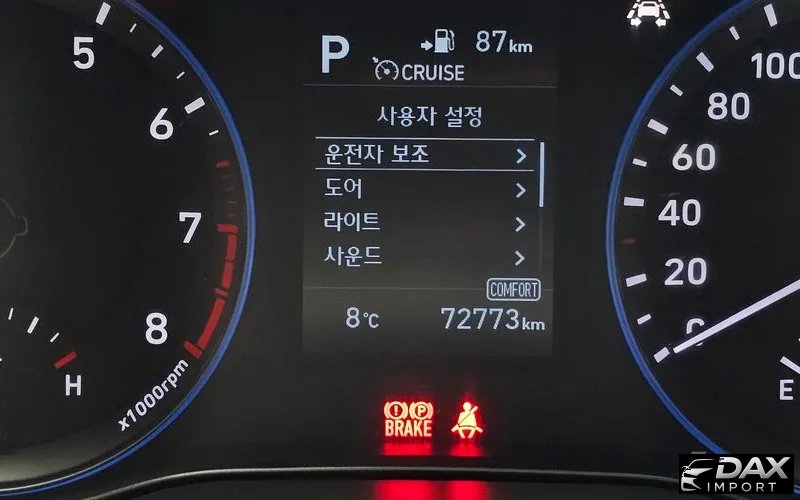 5
6
7
8
x1000rpm
H
P
87km
CRUISE
사용자 설정
운전자 보조
도어
라이트
사운드
COMFORT
8°C
72773km
BRAKE
100
80
60
40
20
0
E
DAX
IMPORT